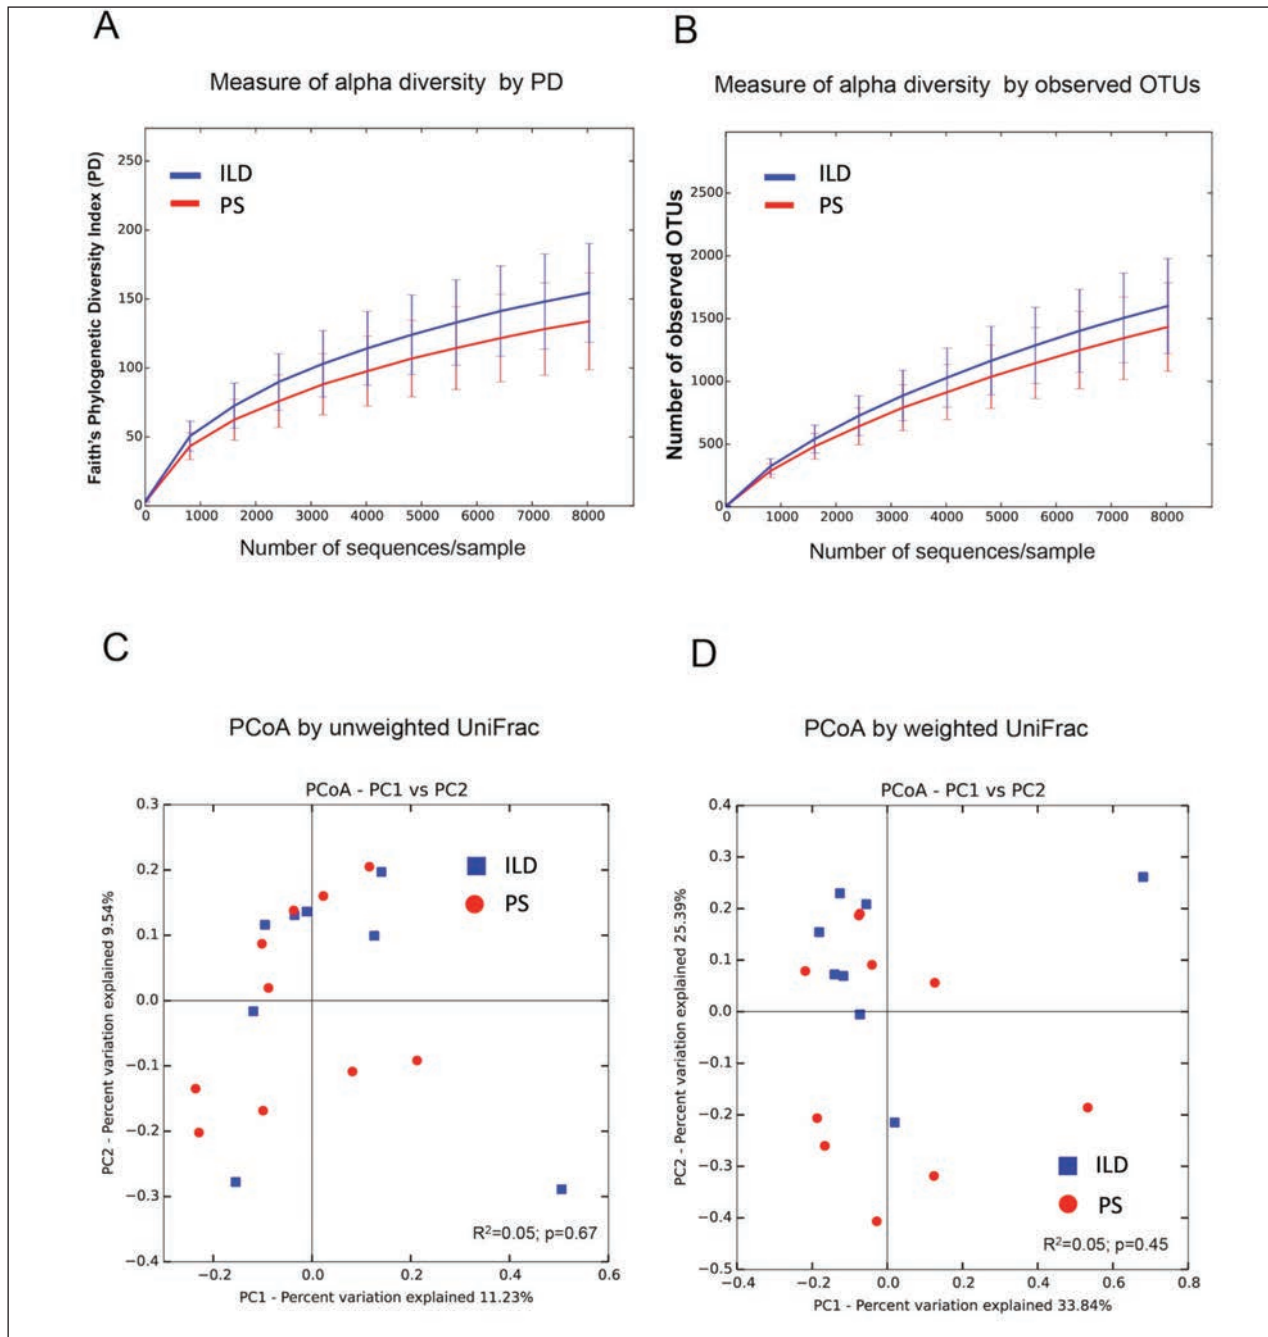 A
Measure of alpha diversity by PD
Faith's Phylogenetic Diversity Index (PD)
250
200
150
100
50
0
ILD
PS
0 1000 2000 3000 4000 5000 6000 7000 8000
Number of sequences/sample
B
Measure of alpha diversity by observed OTUs
Number of observed OTUs
2500
2000
1500
1000
500
0
ILD
PS
0 1000 2000 3000 4000 5000 6000 7000 8000
Number of sequences/sample
C
PCoA by unweighted UniFrac
PCoA - PC1 vs PC2
PC2 - Percent variation explained 9.54%
0.3
0.2
0.1
0.0
−0.1
−0.2
−0.3
−0.4
ILD
PS
R²=0.05; p=0.67
−0.2 0.0 0.2 0.4 0.6
PC1 - Percent variation explained 11.23%
D
PCoA by weighted UniFrac
PCoA - PC1 vs PC2
PC2 - Percent variation explained 25.39%
0.4
0.3
0.2
0.1
0.0
−0.1
−0.2
−0.3
−0.4
−0.5
ILD
PS
R²=0.05; p=0.45
−0.4 −0.2 0.0 0.2 0.4 0.6 0.8
PC1 - Percent variation explained 33.84%